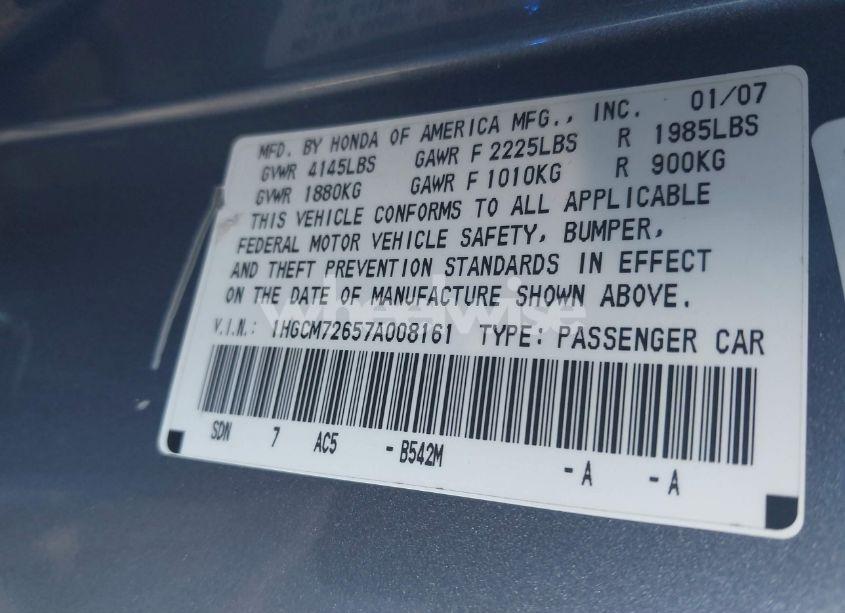 MFD. BY HONDA OF AMERICA MFG., INC. 01/07
GVWR 4145LBS GAWR F 2225LBS R 1985LBS
GVWR 1880KG GAWR F 1010KG R 900KG
THIS VEHICLE CONFORMS TO ALL APPLICABLE
FEDERAL MOTOR VEHICLE SAFETY, BUMPER,
AND THEFT PREVENTION STANDARDS IN EFFECT
ON THE DATE OF MANUFACTURE SHOWN ABOVE.
wheelwise
V.I.N.: 1HGCM72657A008161 TYPE: PASSENGER CAR
SDN 7 AC5 - B542M - A - A